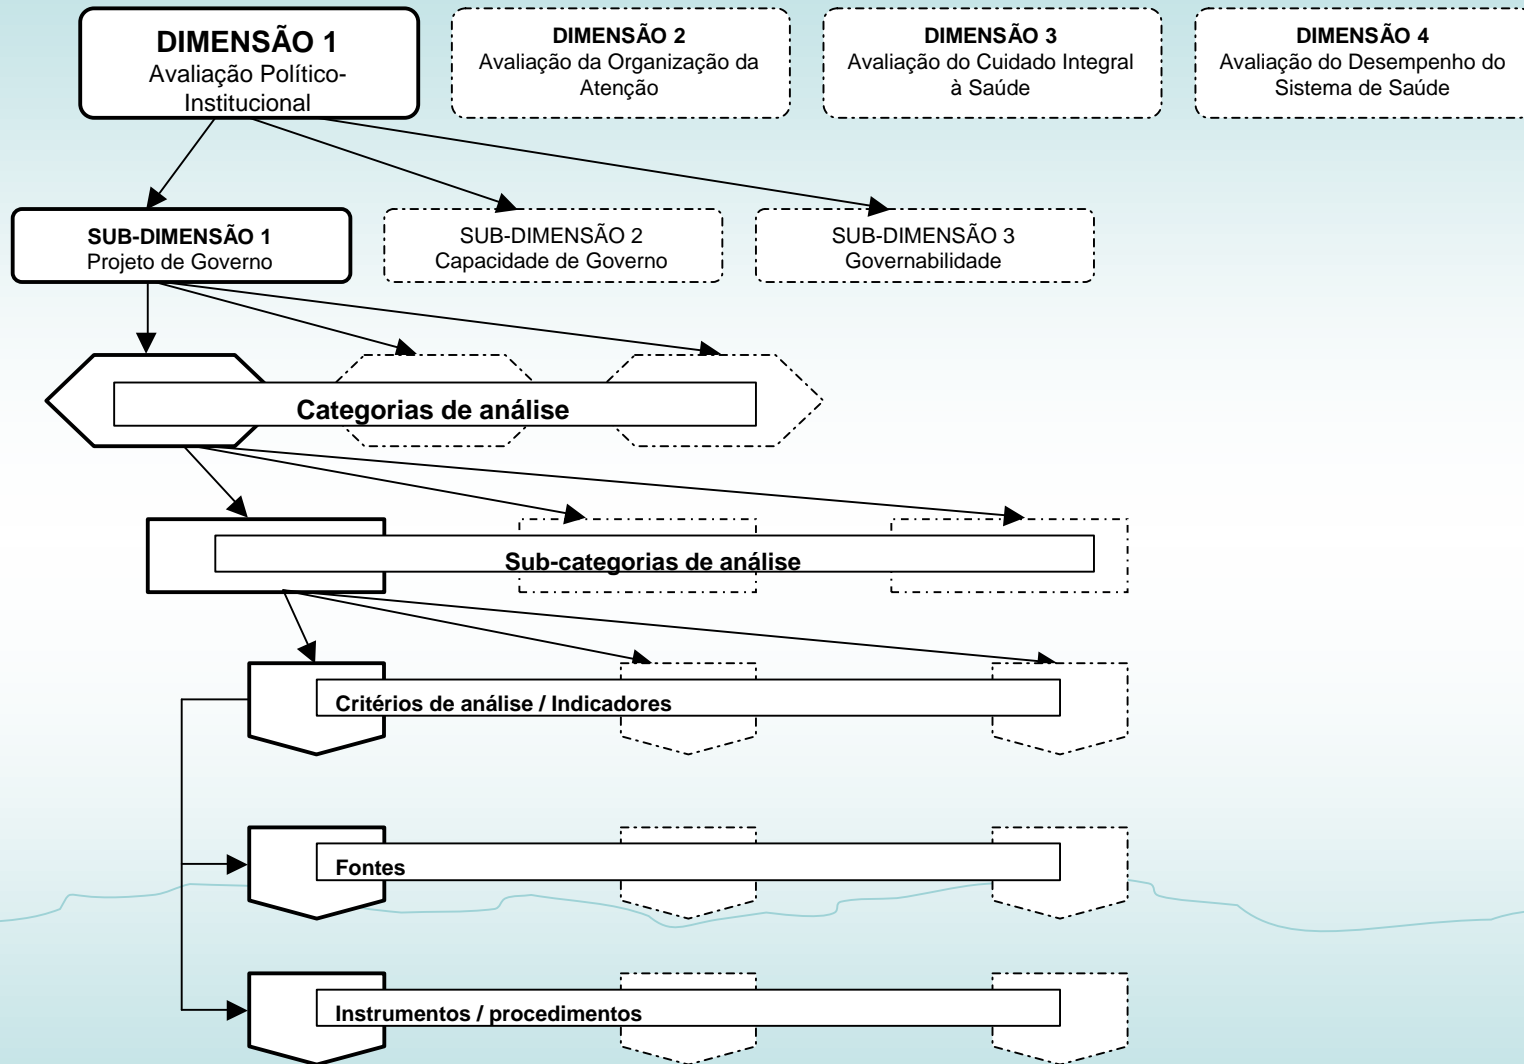 DIMENSÃO 1
Avaliação Político-
Institucional
DIMENSÃO 2
Avaliação da Organização da
Atenção
DIMENSÃO 3
Avaliação do Cuidado Integral
à Saúde
DIMENSÃO 4
Avaliação do Desempenho do
Sistema de Saúde
SUB-DIMENSÃO 1
Projeto de Governo
SUB-DIMENSÃO 2
Capacidade de Governo
SUB-DIMENSÃO 3
Governabilidade
Categorias de análise
Sub-categorias de análise
Critérios de análise / Indicadores
Fontes
Instrumentos / procedimentos